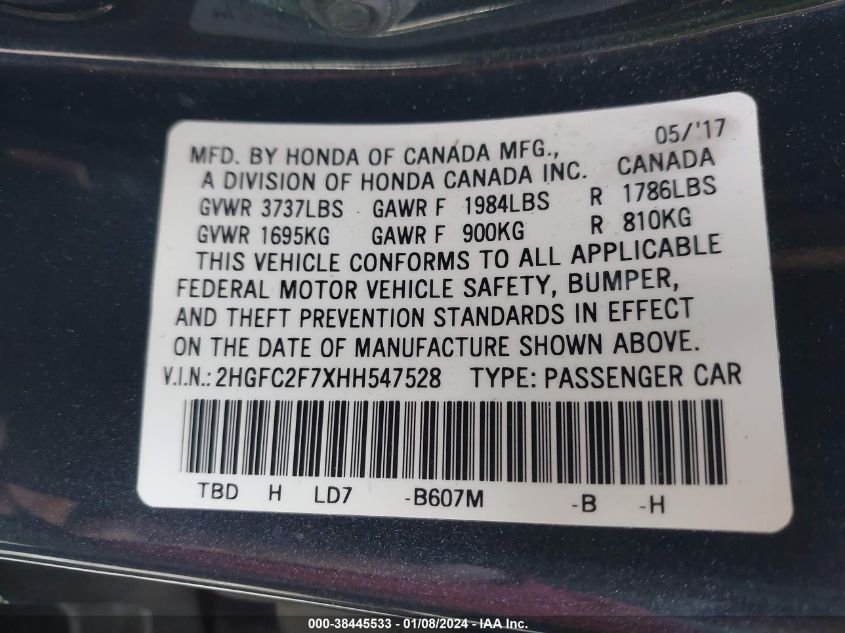 05/'17
MFD. BY HONDA OF CANADA MFG.,
A DIVISION OF HONDA CANADA INC. CANADA
GVWR 3737LBS GAWR F 1984LBS R 1786LBS
GVWR 1695KG GAWR F 900KG R 810KG
THIS VEHICLE CONFORMS TO ALL APPLICABLE
FEDERAL MOTOR VEHICLE SAFETY, BUMPER,
AND THEFT PREVENTION STANDARDS IN EFFECT
ON THE DATE OF MANUFACTURE SHOWN ABOVE.
V.I.N.: 2HGFC2F7XHH547528 TYPE: PASSENGER CAR
TBD H LD7 -B607M -B -H
000-38445533 - 01/08/2024 - IAA Inc.